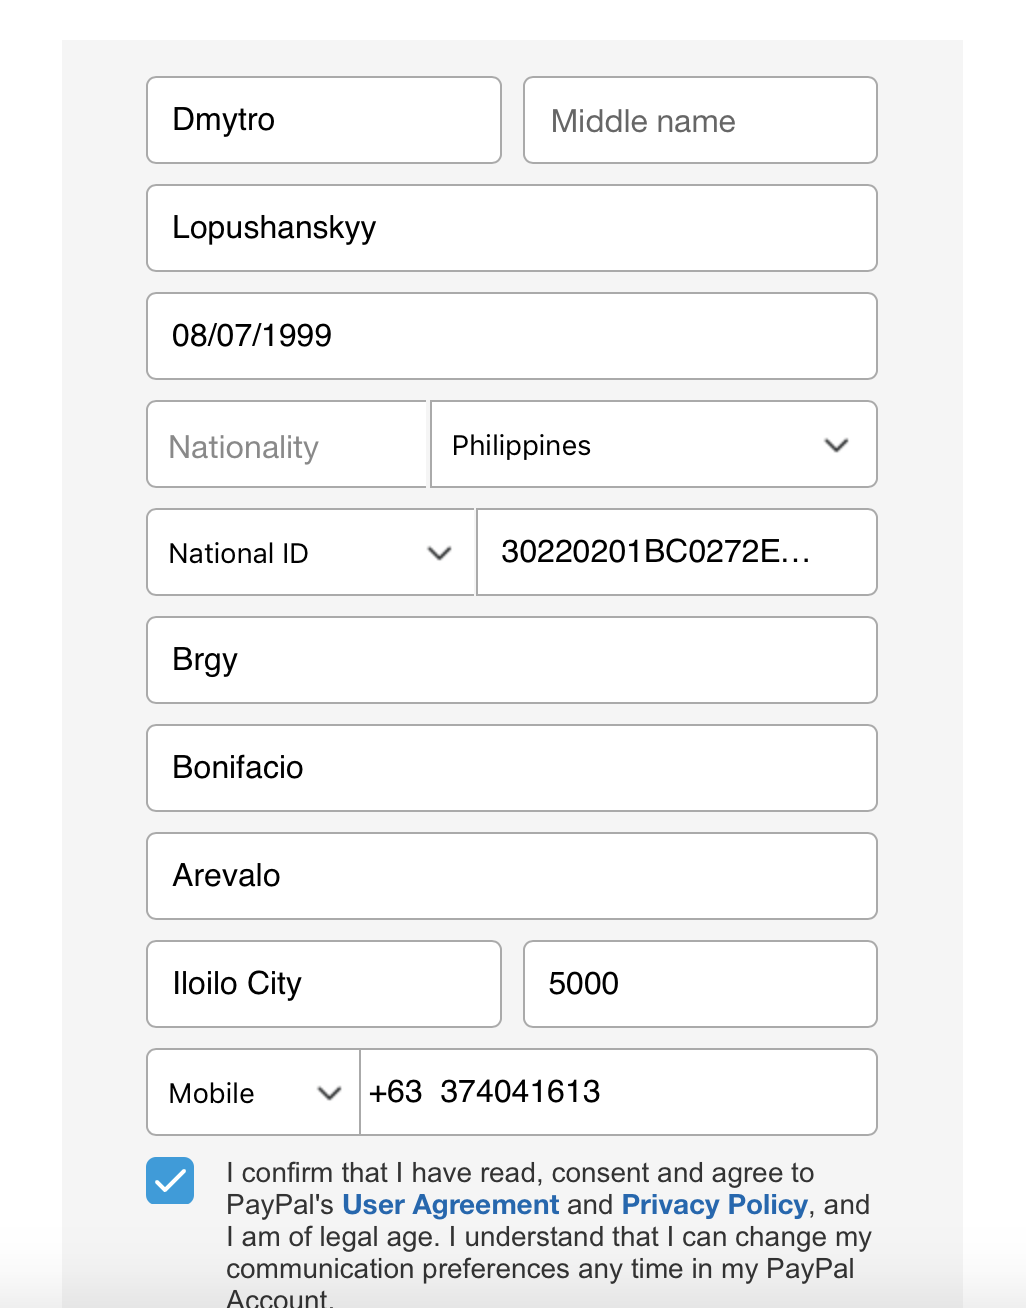 Dmytro Middle name
Lopushanskyy
08/07/1999
Nationality Philippines
National ID 30220201BC0272E...
Brgy
Bonifacio
Arevalo
Iloilo City 5000
Mobile +63 374041613
I confirm that I have read, consent and agree to
PayPal's User Agreement and Privacy Policy, and
I am of legal age. I understand that I can change my
communication preferences any time in my PayPal
Account.